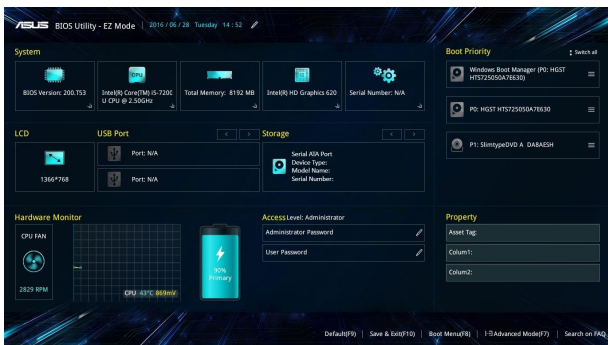 ASUS BIOS Utility - EZ Mode 2016/06/28 Tuesday 14:52
System
BIOS Version: 200.T53
Intel(R) Core(TM) i5-7200
U CPU @ 2.50GHz
CPU
Total Memory: 8192 MB
Intel(R) HD Graphics 620
Serial Number: N/A
Boot Priority
Switch all
Windows Boot Manager (P0: HGST
HTS725050A7E630)
P0: HGST HTS725050A7E630
P1: SlimtypeDVD A DA8AESH
LCD
1366*768
USB Port
Port: N/A
Port: N/A
Storage
Serial ATA Port
Device Type:
Model Name:
Serial Number:
Hardware Monitor
CPU FAN
2829 RPM
CPU 43°C 869mV
90%
Primary
Access Level: Administrator
Administrator Password
User Password
Property
Asset Tag:
Colum1:
Colum2:
Default(F9) | Save & Exit(F10) | Boot Menu(F8) | Advanced Mode(F7) | Search on FAQ